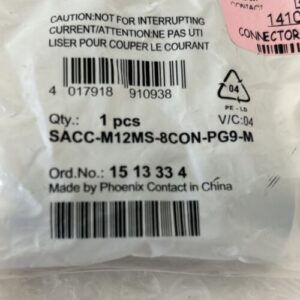 CONTACT
1410
CONNECTOR
CAUTION:NOT FOR INTERRUPTING
CURRENT/ATTENTION:NE PAS UTI
LISER POUR COUPER LE COURANT
4 017918 910938
04
PE - LD
Qty.: 1 pcs
V/C:04
SACC-M12MS-8CON-PG9-M
Ord.No.: 15 13 33 4
Made by Phoenix Contact in China